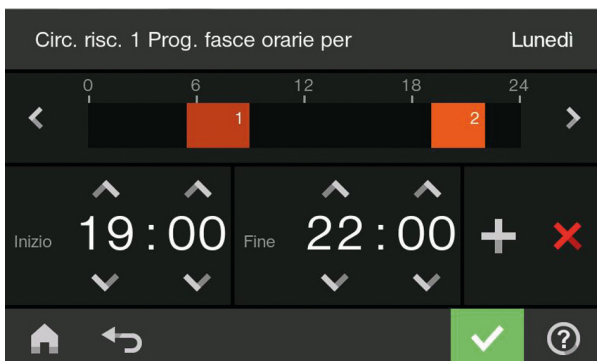 Circ. risc. 1 Prog. fasce orarie per Lunedì
0 6 12 18 24
1 2
Inizio 19:00 Fine 22:00
?